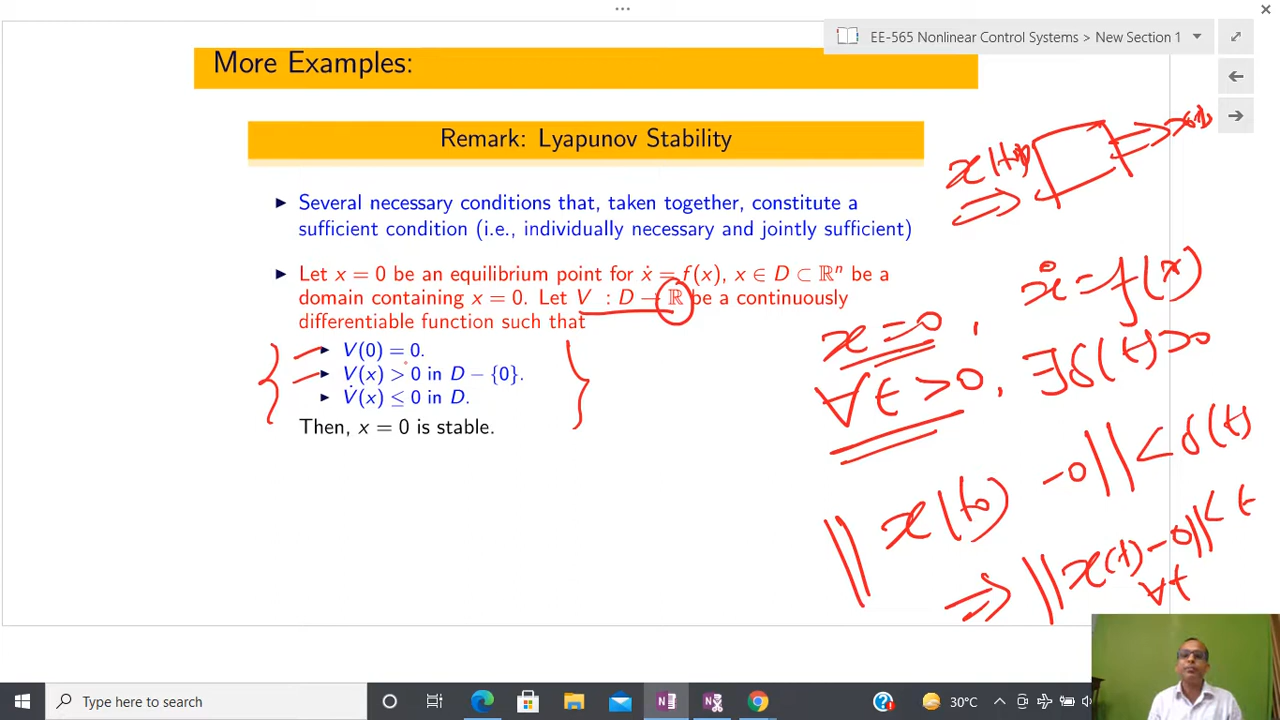 EE-565 Nonlinear Control Systems > New Section 1
More Examples:
Remark: Lyapunov Stability
► Several necessary conditions that, taken together, constitute a
sufficient condition (i.e., individually necessary and jointly sufficient)
► Let x = 0 be an equilibrium point for ẋ = f(x), x ∈ D ⊂ ℝⁿ be a
domain containing x = 0. Let V : D → ℝ be a continuously
differentiable function such that
► V(0) = 0.
► V(x) > 0 in D − {0}.
► V̇(x) ≤ 0 in D.
Then, x = 0 is stable.
ẋ = f(x)
x = 0,
∀ ϵ > 0, ∃ δ(ϵ) > 0
|| x(t0) - 0 || < δ(ϵ)
⇒ || x(t) - 0 || < ϵ
∀ t
Type here to search
30°C